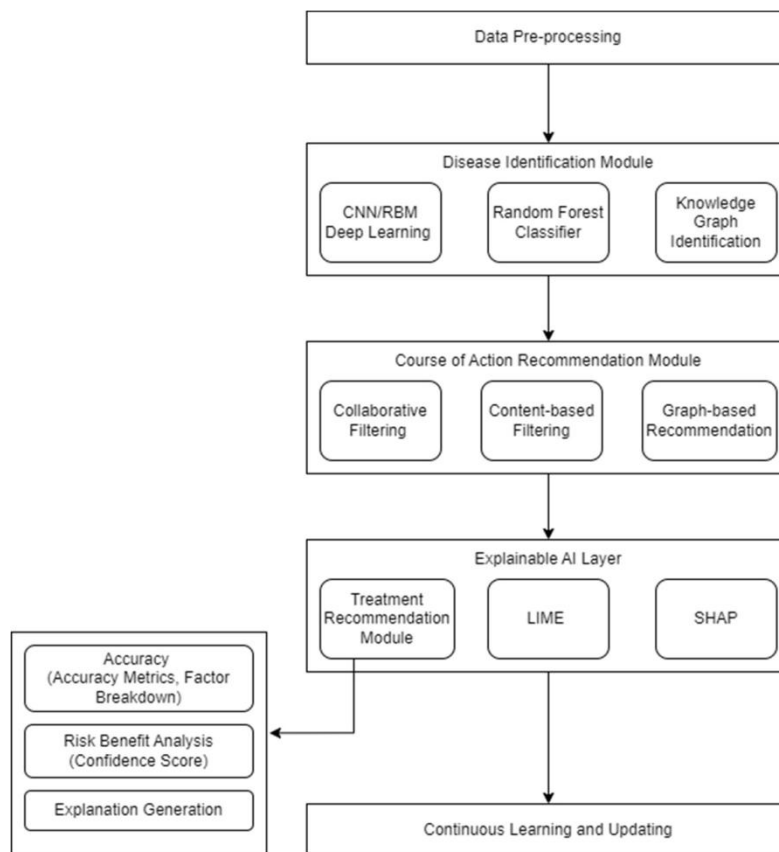 Data Pre-processing
Disease Identification Module
CNN/RBM
Deep Learning
Random Forest
Classifier
Knowledge
Graph
Identification
Course of Action Recommendation Module
Collaborative
Filtering
Content-based
Filtering
Graph-based
Recommendation
Explainable AI Layer
Treatment
Recommendation
Module
LIME
SHAP
Accuracy
(Accuracy Metrics, Factor
Breakdown)
Risk Benefit Analysis
(Confidence Score)
Explanation Generation
Continuous Learning and Updating